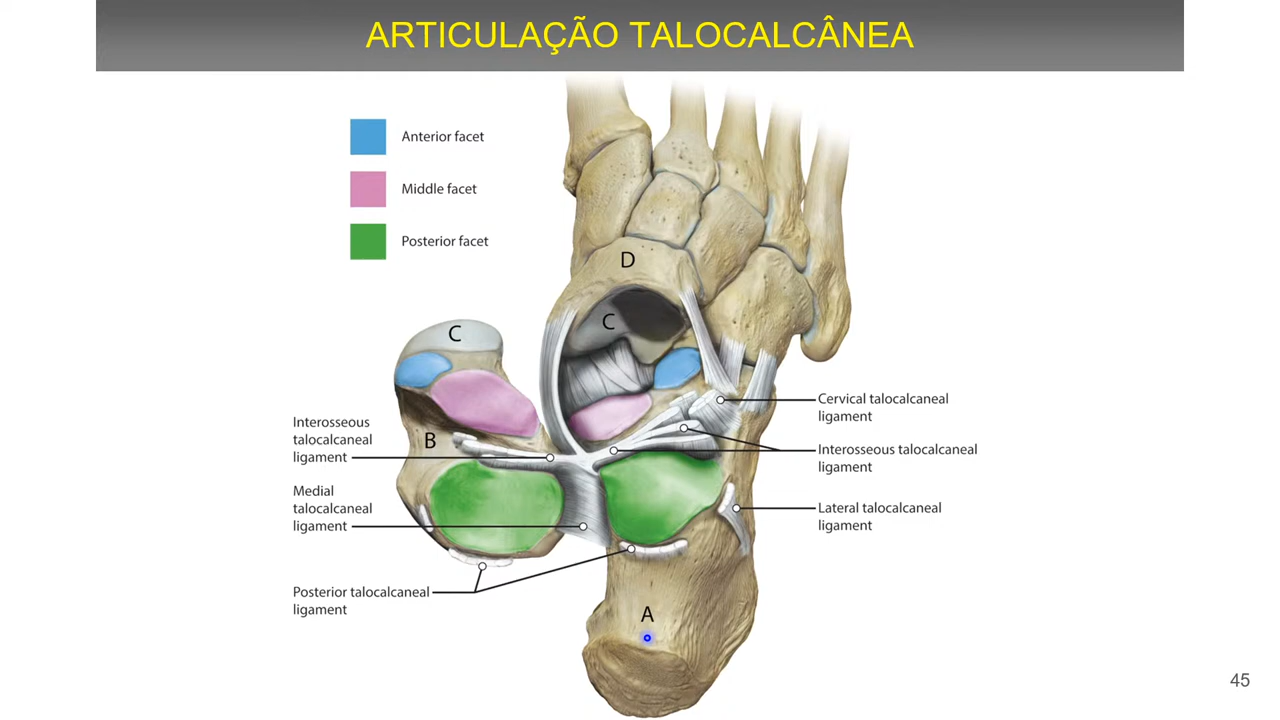 ARTICULAÇÃO TALOCALCÂNEA
Anterior facet
Middle facet
Posterior facet
D
C
C
B
Interosseous
talocalcaneal
ligament
Medial
talocalcaneal
ligament
Posterior talocalcaneal
ligament
Cervical talocalcaneal
ligament
Interosseous talocalcaneal
ligament
Lateral talocalcaneal
ligament
A
45